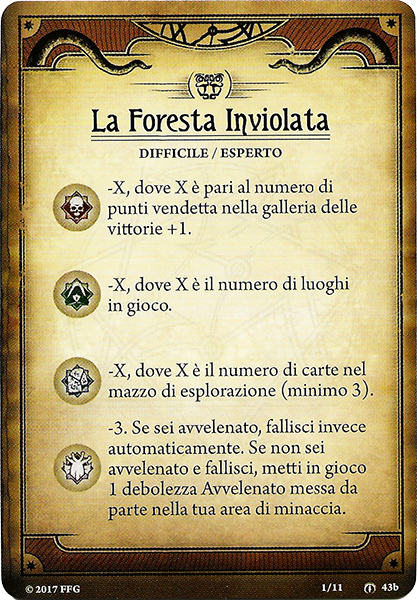 La Foresta Inviolata
DIFFICILE / ESPERTO
-X, dove X è pari al numero di
punti vendetta nella galleria delle
vittorie +1.
-X, dove X è il numero di luoghi
in gioco.
-X, dove X è il numero di carte nel
mazzo di esplorazione (minimo 3).
-3. Se sei avvelenato, fallisci invece
automaticamente. Se non sei
avvelenato e fallisci, metti in gioco
1 debolezza Avvelenato messa da
parte nella tua area di minaccia.
© 2017 FFG
1/11
43b